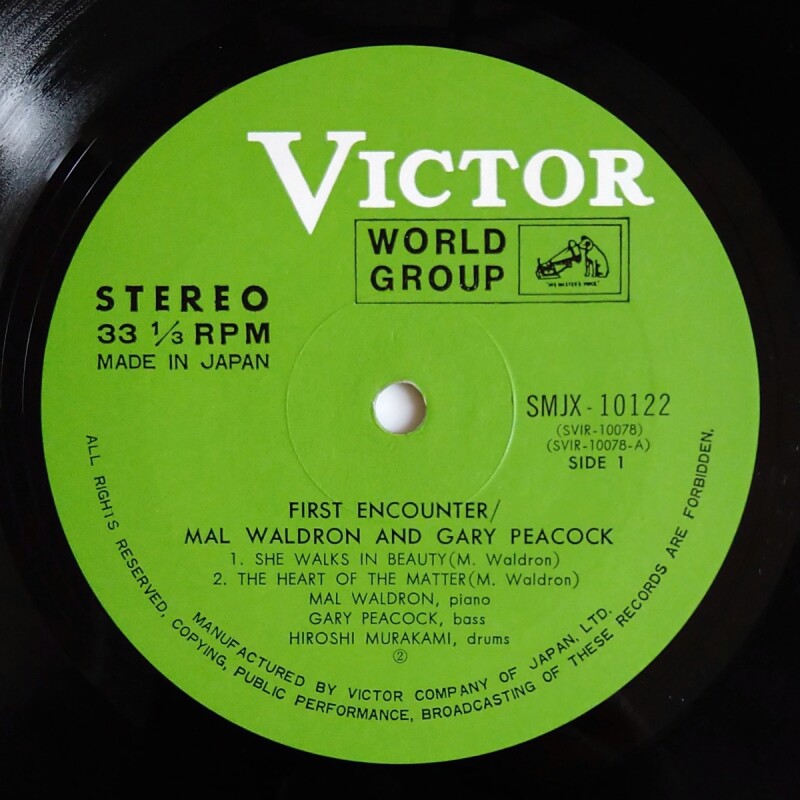 VICTOR
WORLD
GROUP
"HIS MASTER'S VOICE"
STEREO
33 1/3 RPM
MADE IN JAPAN
SMJX-10122
(SVIR-10078)
(SVIR-10078-A)
SIDE 1
FIRST ENCOUNTER/
MAL WALDRON AND GARY PEACOCK
1. SHE WALKS IN BEAUTY(M. Waldron)
2. THE HEART OF THE MATTER(M. Waldron)
MAL WALDRON, piano
GARY PEACOCK, bass
HIROSHI MURAKAMI, drums
②
MANUFACTURED BY VICTOR COMPANY OF JAPAN, LTD.
ALL RIGHTS RESERVED, COPYING, PUBLIC PERFORMANCE, BROADCASTING OF THESE RECORDS ARE FORBIDDEN.